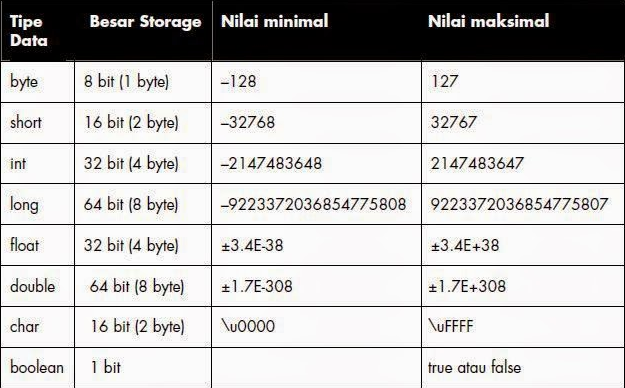 Tipe Data Besar Storage Nilai minimal Nilai maksimal
byte 8 bit (1 byte) –128 127
short 16 bit (2 byte) –32768 32767
int 32 bit (4 byte) –2147483648 2147483647
long 64 bit (8 byte) –9223372036854775808 9223372036854775807
float 32 bit (4 byte) ±3.4E-38 ±3.4E+38
double 64 bit (8 byte) ±1.7E-308 ±1.7E+308
char 16 bit (2 byte) \u0000 \uFFFF
boolean 1 bit true atau false